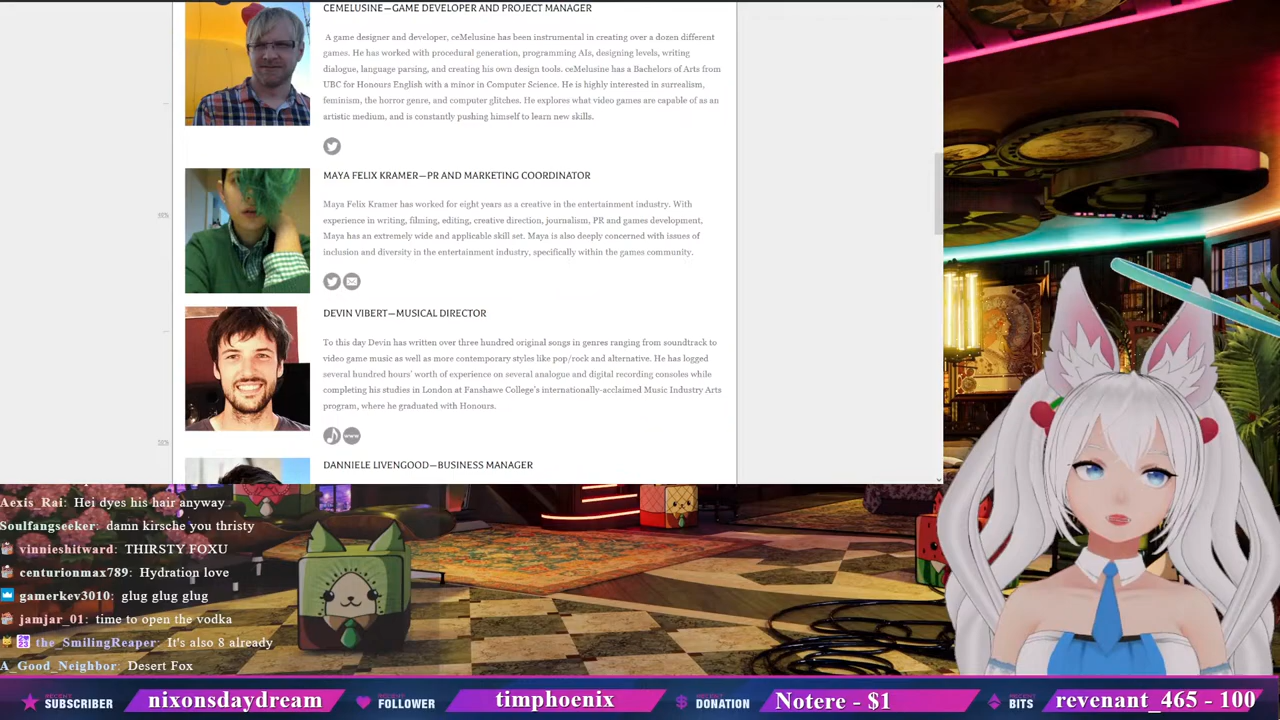 CEMELUSINE—GAME DEVELOPER AND PROJECT MANAGER
A game designer and developer, ceMelusine has been instrumental in creating over a dozen different
games. He has worked with procedural generation, programming AIs, designing levels, writing
dialogue, language parsing, and creating his own design tools. ceMelusine has a Bachelors of Arts from
UBC for Honours English with a minor in Computer Science. He is highly interested in surrealism,
feminism, the horror genre, and computer glitches. He explores what video games are capable of as an
artistic medium, and is constantly pushing himself to learn new skills.
MAYA FELIX KRAMER—PR AND MARKETING COORDINATOR
Maya Felix Kramer has worked for eight years as a creative in the entertainment industry. With
experience in writing, filming, editing, creative direction, journalism, PR and games development,
Maya has an extremely wide and applicable skill set. Maya is also deeply concerned with issues of
inclusion and diversity in the entertainment industry, specifically within the games community.
DEVIN VIBERT—MUSICAL DIRECTOR
To this day Devin has written over three hundred original songs in genres ranging from soundtrack to
video game music as well as more contemporary styles like pop/rock and alternative. He has logged
several hundred hours' worth of experience on several analogue and digital recording consoles while
completing his studies in London at Fanshawe College's internationally-acclaimed Music Industry Arts
program, where he graduated with Honours.
www
DANNIELE LIVENGOOD—BUSINESS MANAGER
Aexis_Rai: Hei dyes his hair anyway
Soulfangseeker: damn kirsche you thristy
vinnieshitward: THIRSTY FOXU
centurionmax789: Hydration love
gamerkev3010: glug glug glug
jamjar_01: time to open the vodka
the_SmilingReaper: It's also 8 already
A_Good_Neighbor: Desert Fox
RECENT SUBSCRIBER nixonsdaydream RECENT FOLLOWER timphoenix RECENT DONATION Notere - $1 RECENT BITS revenant_465 - 100